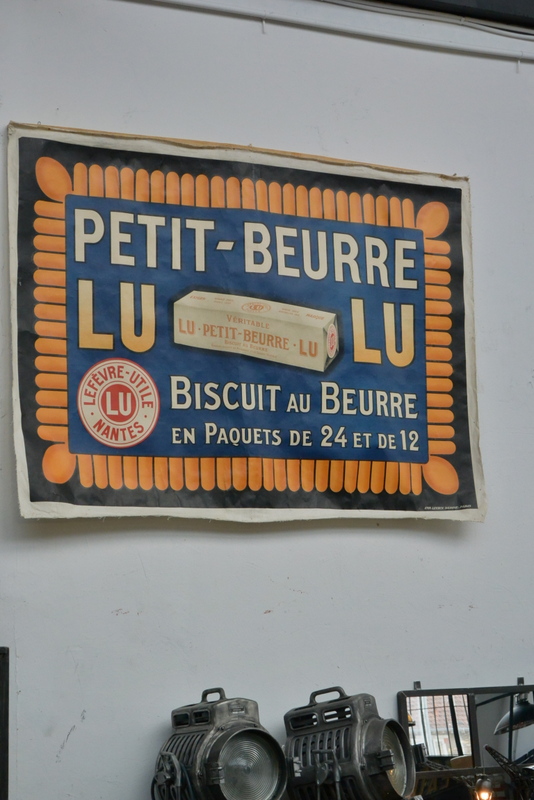 PETIT-BEURRE
LU LU
VÉRITABLE
LU·PETIT-BEURRE·LU
LEFÈVRE-UTILE
LU
NANTES
BISCUIT AU BEURRE
EN PAQUETS DE 24 ET DE 12